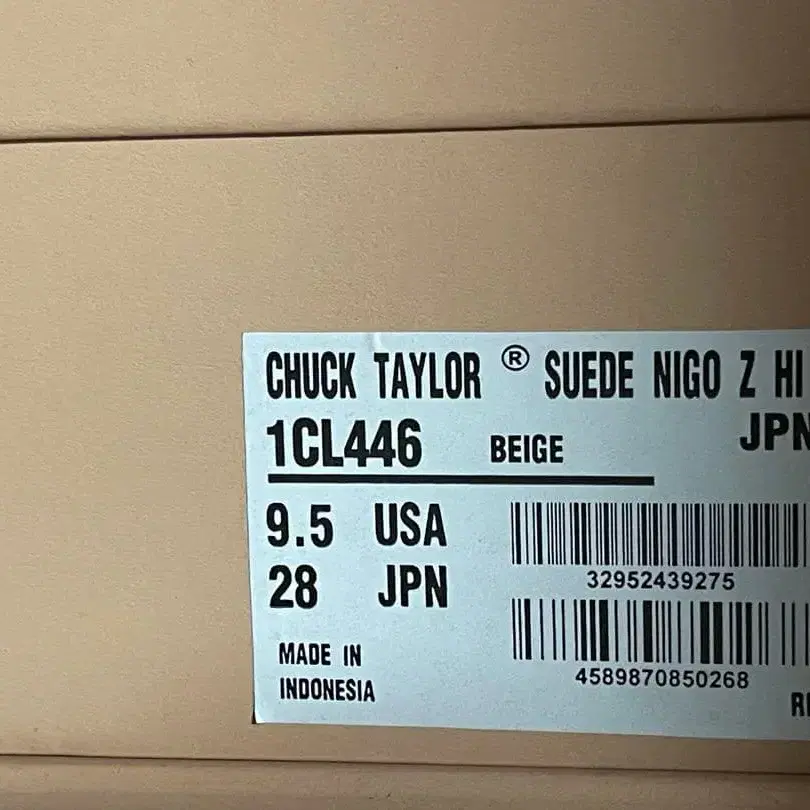 CHUCK TAYLOR ® SUEDE NIGO Z HI
1CL446 BEIGE JPN
9.5 USA
28 JPN
32952439275
4589870850268
MADE IN
INDONESIA